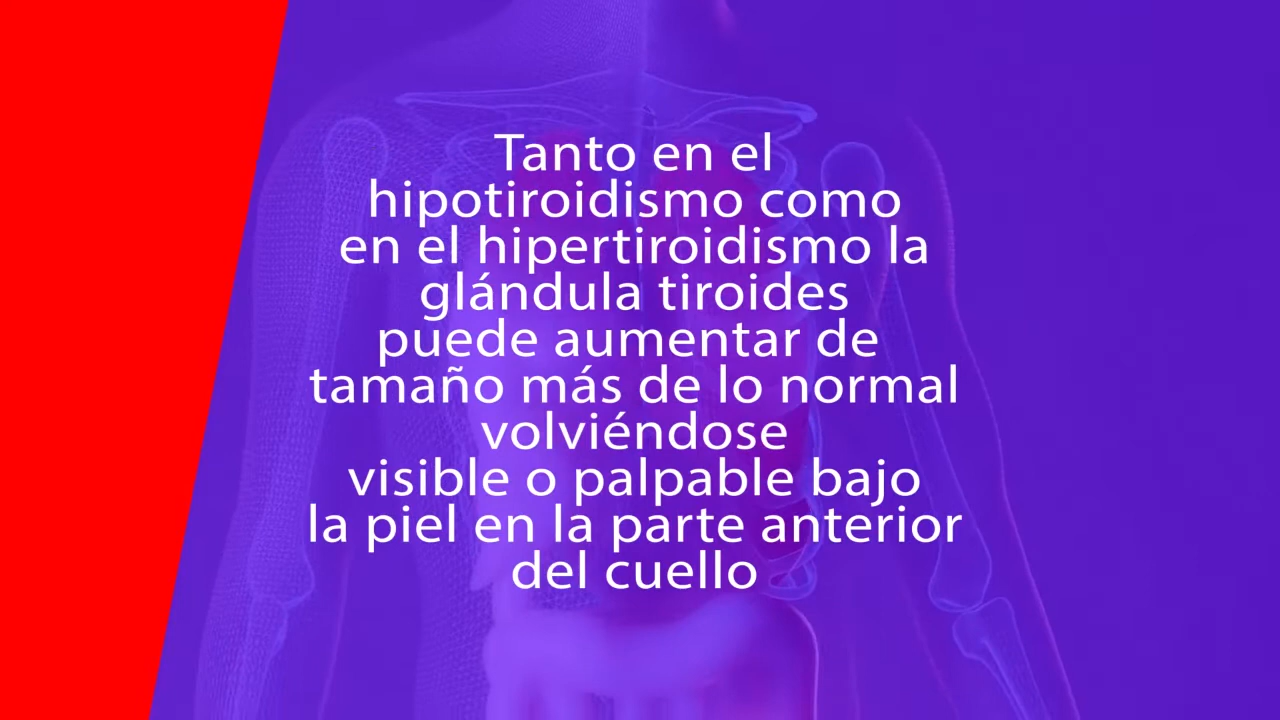 Tanto en el
hipotiroidismo como
en el hipertiroidismo la
glándula tiroides
puede aumentar de
tamaño más de lo normal
volviéndose
visible o palpable bajo
la piel en la parte anterior
del cuello